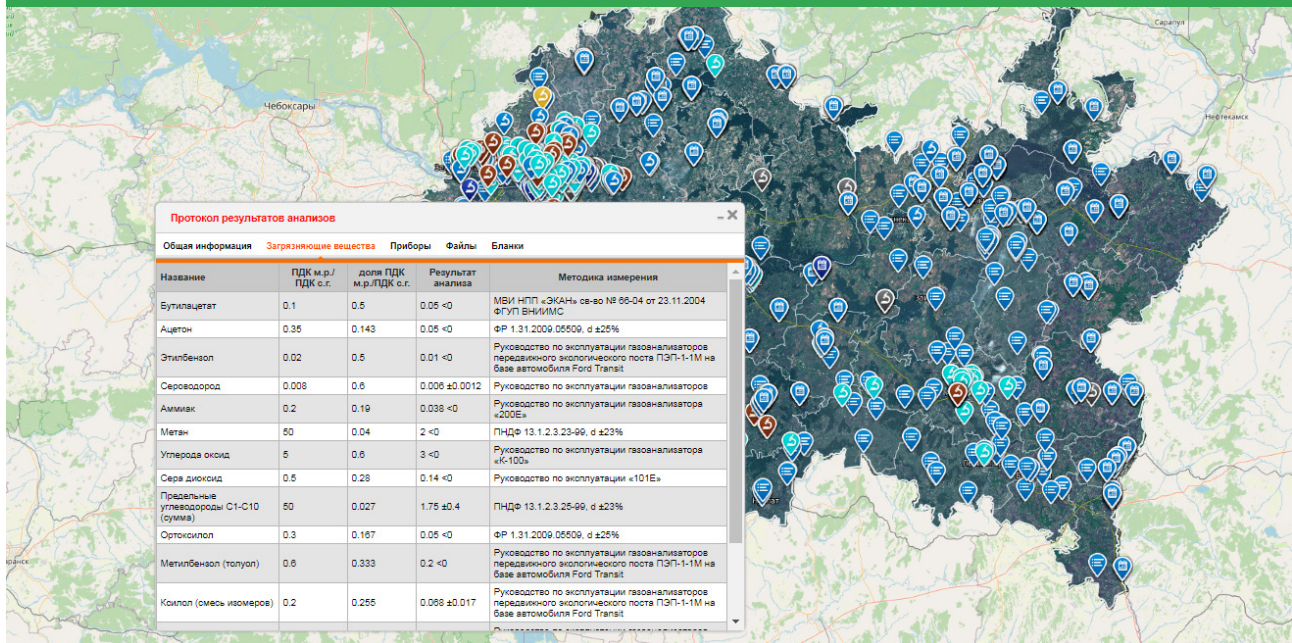 Сарапул
Чебоксары
Нефтекамск
Протокол результатов анализов
Общая информация Загрязняющие вещества Приборы Файлы Бланки
Название ПДК м.р./ доля ПДК Результат Методика измерения
ПДК с.г. м.р./ПДК с.г. анализа
Бутилацетат 0.1 0.5 0.05 <0 МВИ НПП «ЭКАН» св-во № 66-04 от 23.11.2004
ФГУП ВНИИМС
Ацетон 0.35 0.143 0.05 <0 ФР 1.31.2009.05509, d ±25%
Этилбензол 0.02 0.5 0.01 <0 Руководство по эксплуатации газоанализаторов
передвижного экологического поста ПЭП-1-1М на
базе автомобиля Ford Transit
Сероводород 0.008 0.6 0.006 ±0.0012 Руководство по эксплуатации газоанализаторов
Аммиак 0.2 0.19 0.038 <0 Руководство по эксплуатации газоанализатора
«200E»
Метан 50 0.04 2 <0 ПНДФ 13.1.2.3.23-99, d ±23%
Углерода оксид 5 0.6 3 <0 Руководство по эксплуатации газоанализатора
«К-100»
Сера диоксид 0.5 0.28 0.14 <0 Руководство по эксплуатации «101E»
Предельные
углеводороды С1-С10
(сумма) 50 0.027 1.75 ±0.4 ПНДФ 13.1.2.3.25-99, d ±23%
Ортоксилол 0.3 0.167 0.05 <0 ФР 1.31.2009.05509, d ±25%
Метилбензол (толуол) 0.6 0.333 0.2 <0 Руководство по эксплуатации газоанализаторов
передвижного экологического поста ПЭП-1-1М на
базе автомобиля Ford Transit
Ксилол (смесь изомеров) 0.2 0.255 0.068 ±0.017 Руководство по эксплуатации газоанализаторов
передвижного экологического поста ПЭП-1-1М на
базе автомобиля Ford Transit